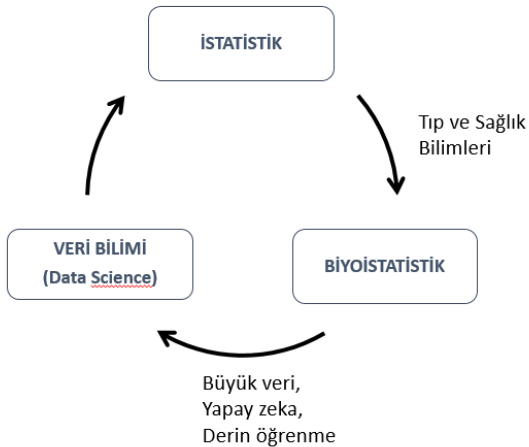 İSTATİSTİK
Tıp ve Sağlık
Bilimleri
BİYOİSTATİSTİK
Büyük veri,
Yapay zeka,
Derin öğrenme
VERİ BİLİMİ
(Data Science)